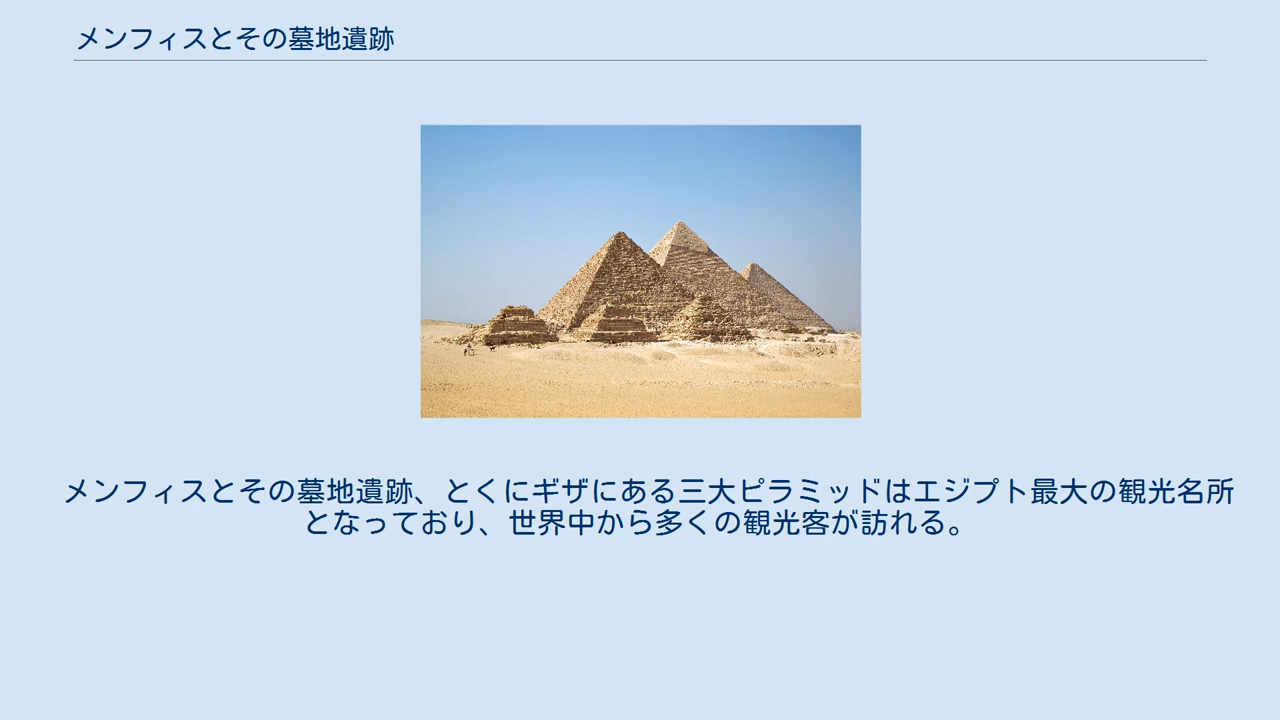 メンフィスとその墓地遺跡
メンフィスとその墓地遺跡、とくにギザにある三大ピラミッドはエジプト最大の観光名所
となっており、世界中から多くの観光客が訪れる。